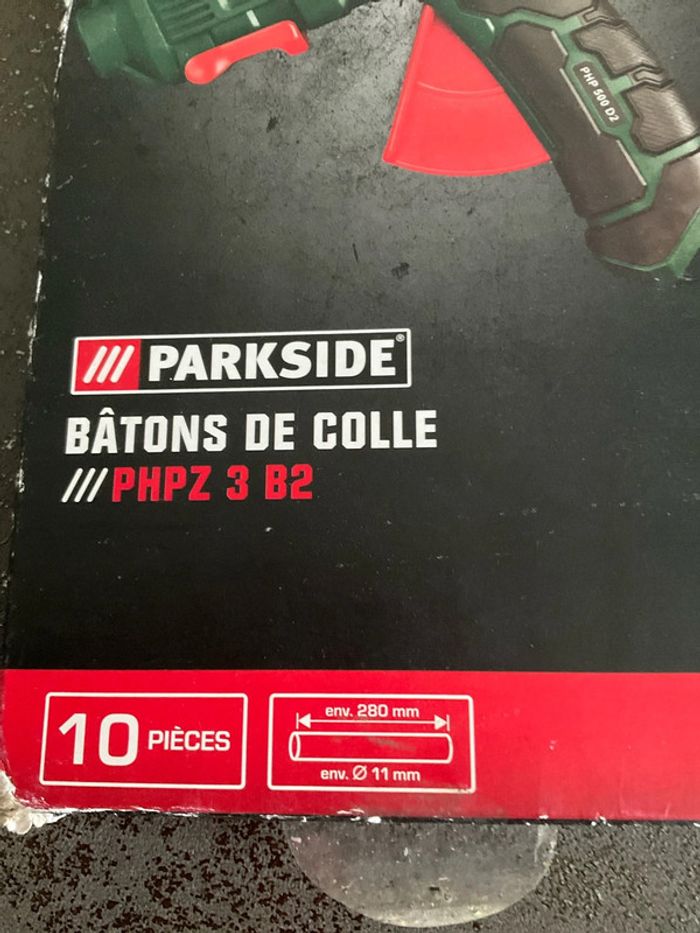 PHP 500 D2
/// PARKSIDE®
BÂTONS DE COLLE
/// PHPZ 3 B2
10 PIÈCES
env. 280 mm
env. Ø 11 mm